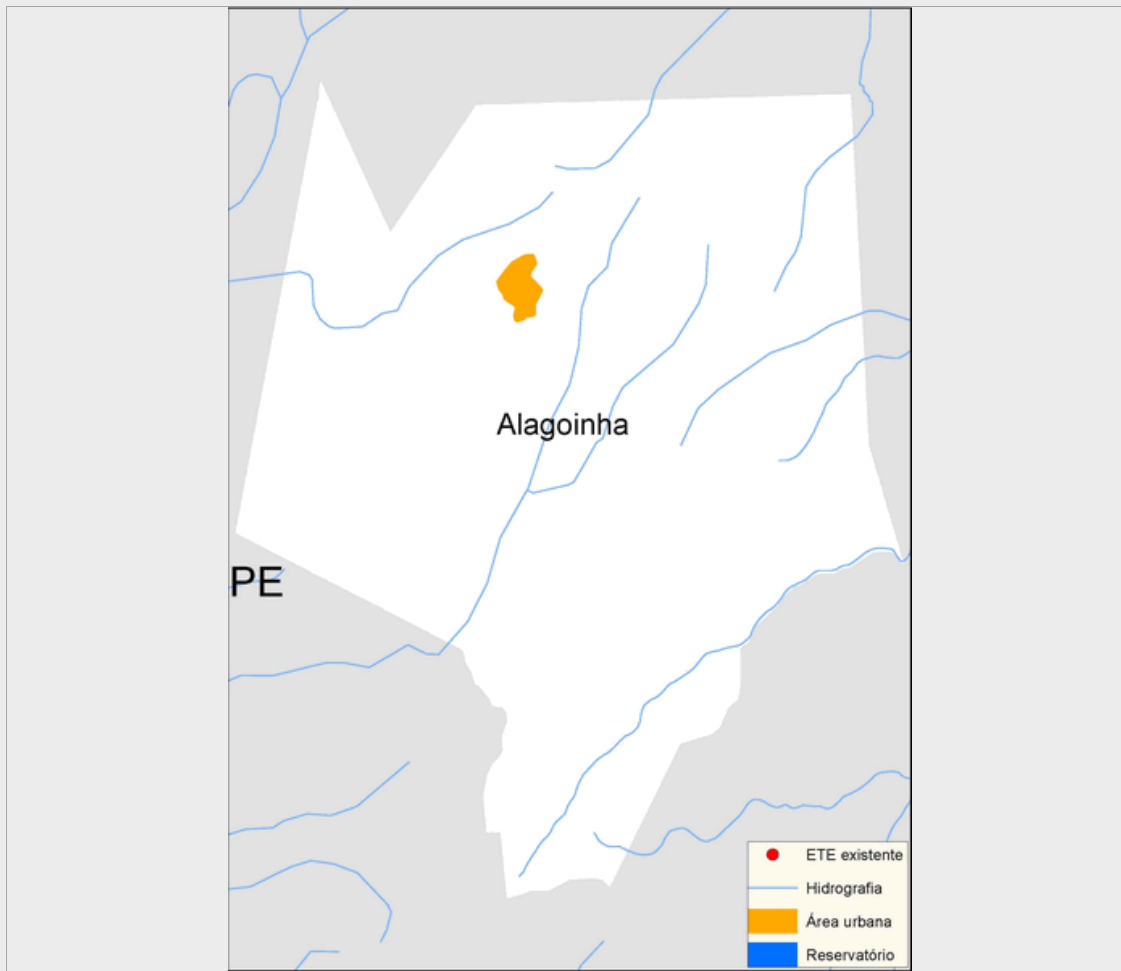 Alagoinha
PE
ETE existente
Hidrografia
Área urbana
Reservatório